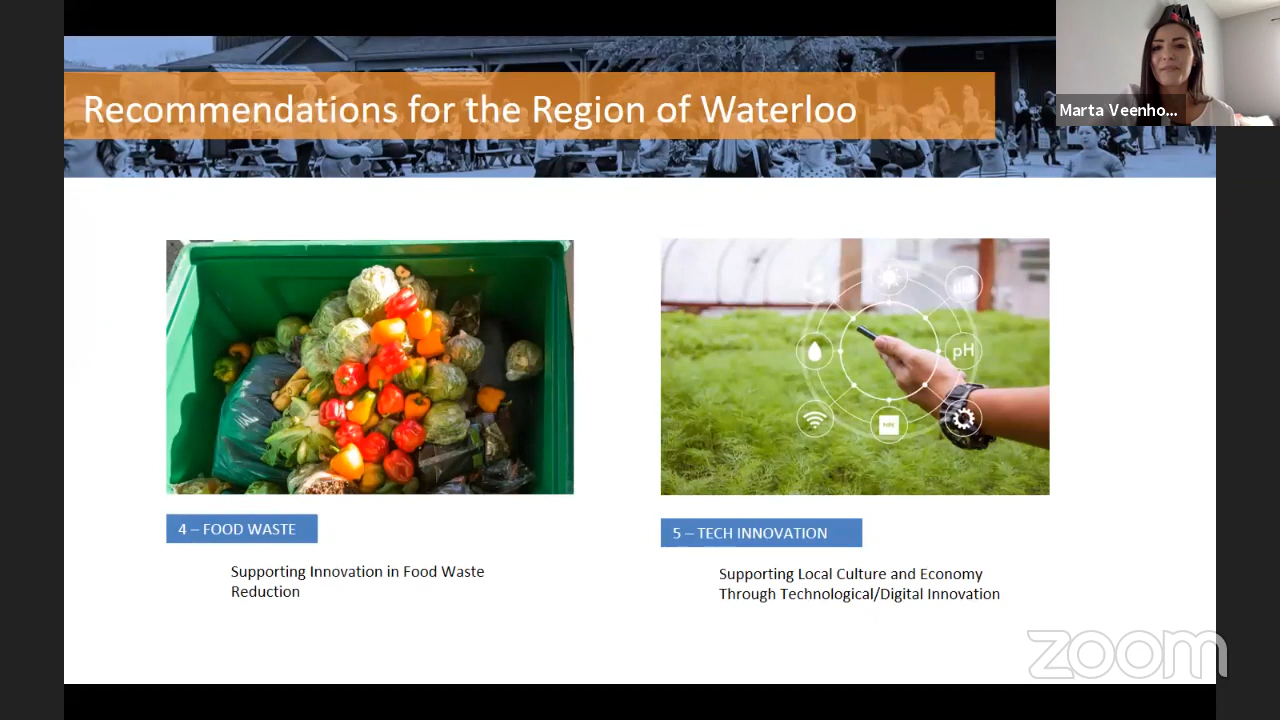 Recommendations for the Region of Waterloo
Marta Veenho...
pH
4 – FOOD WASTE
5 – TECH INNOVATION
Supporting Innovation in Food Waste
Reduction
Supporting Local Culture and Economy
Through Technological/Digital Innovation
zoom